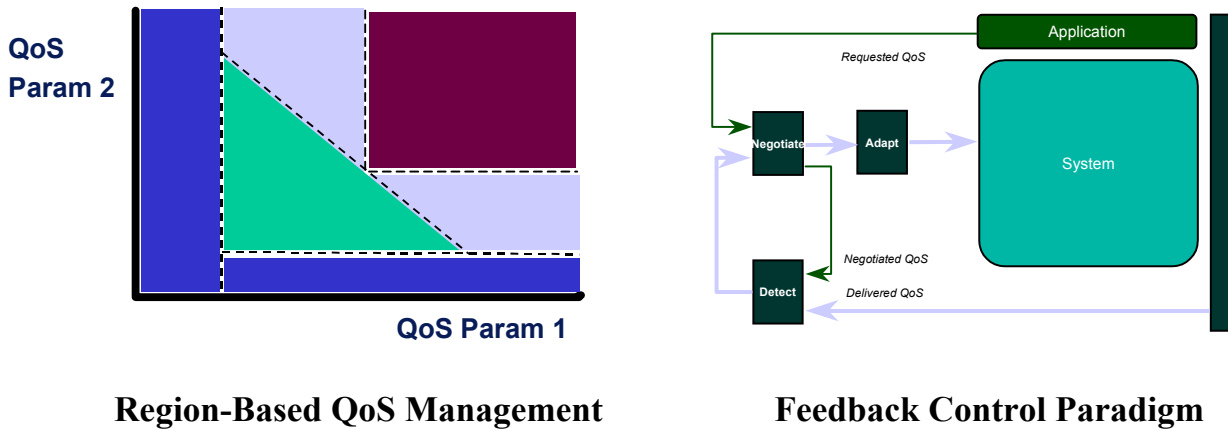 QoS
Param 2
QoS Param 1
Region-Based QoS Management
Application
Requested QoS
Negotiate
Adapt
System
Negotiated QoS
Detect
Delivered QoS
Feedback Control Paradigm